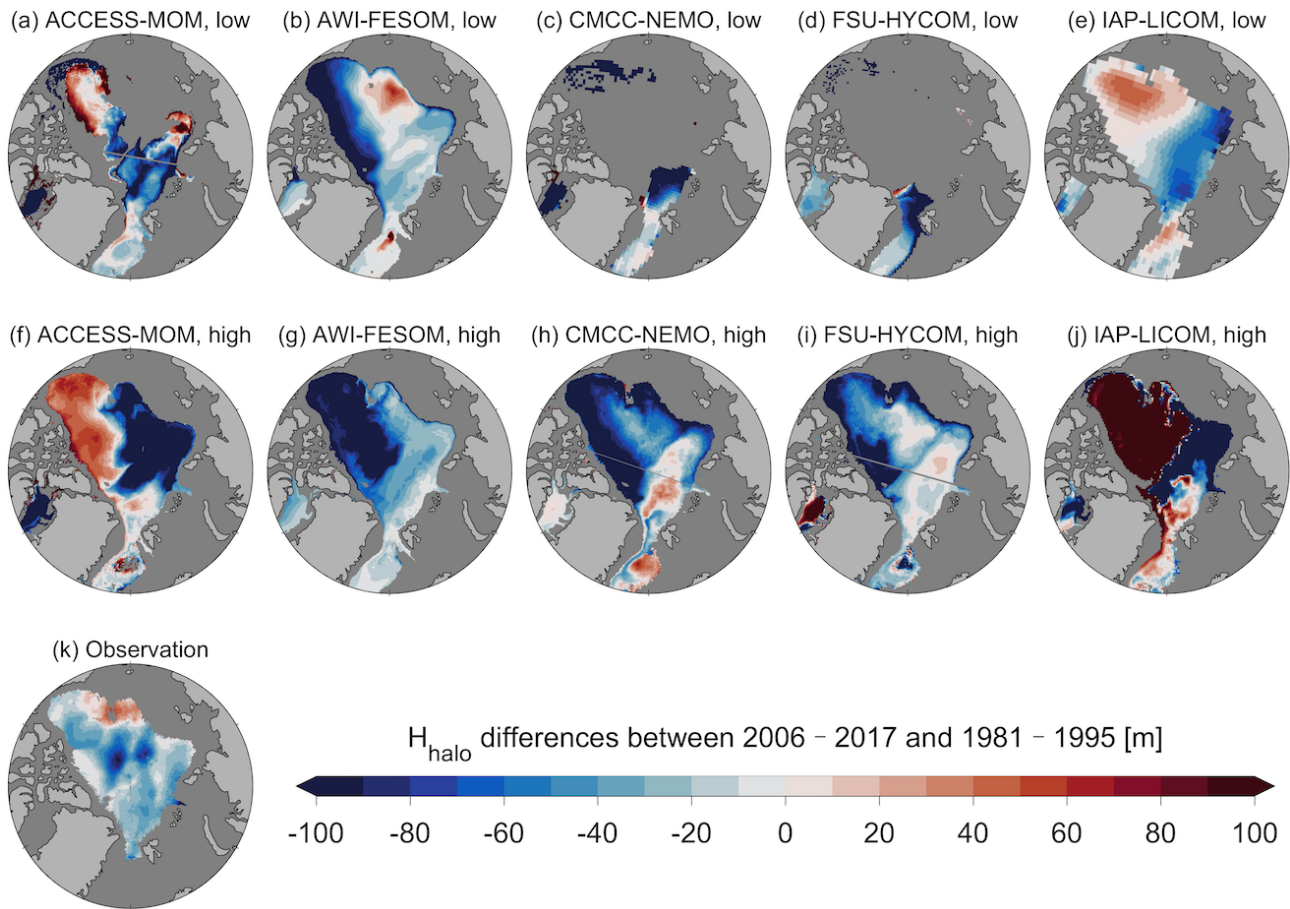 (a) ACCESS-MOM, low
(b) AWI-FESOM, low
(c) CMCC-NEMO, low
(d) FSU-HYCOM, low
(e) IAP-LICOM, low
(f) ACCESS-MOM, high
(g) AWI-FESOM, high
(h) CMCC-NEMO, high
(i) FSU-HYCOM, high
(j) IAP-LICOM, high
(k) Observation
Hhalo differences between 2006 – 2017 and 1981 – 1995 [m]
-100 -80 -60 -40 -20 0 20 40 60 80 100